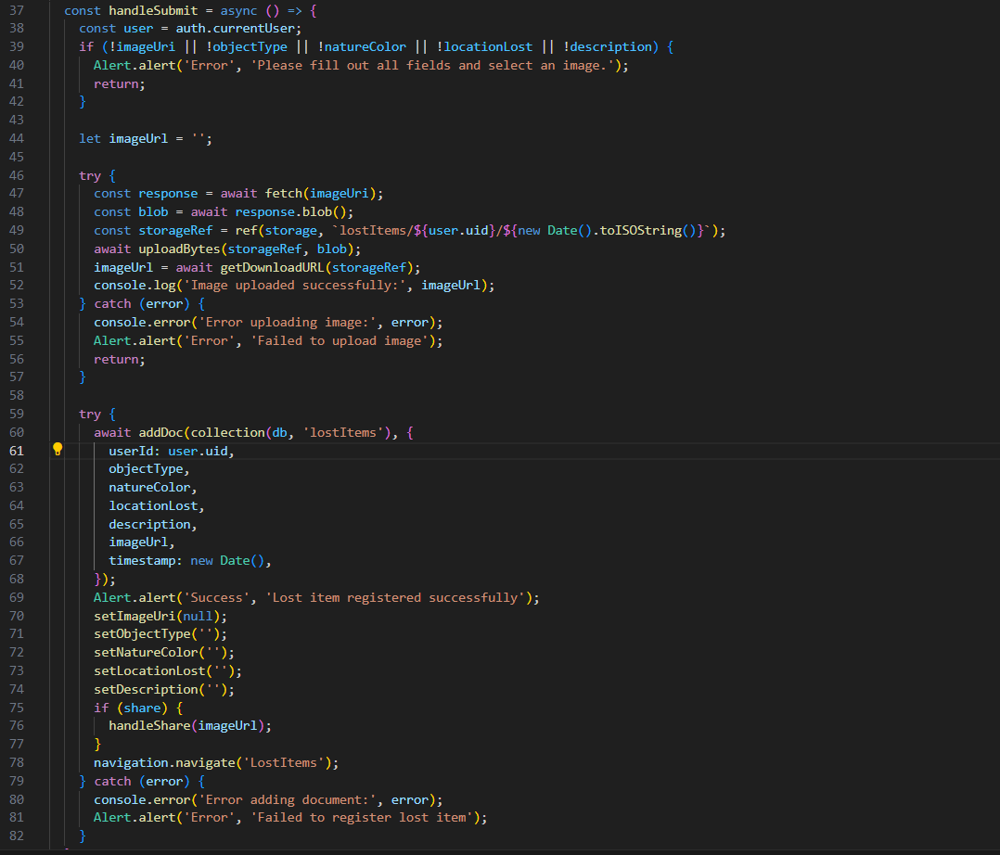 37 const handleSubmit = async () => {
38 const user = auth.currentUser;
39 if (!imageUri || !objectType || !natureColor || !locationLost || !description) {
40 Alert.alert('Error', 'Please fill out all fields and select an image.');
41 return;
42 }
43
44 let imageUrl = '';
45
46 try {
47 const response = await fetch(imageUri);
48 const blob = await response.blob();
49 const storageRef = ref(storage, `lostItems/${user.uid}/${new Date().toISOString()}`);
50 await uploadBytes(storageRef, blob);
51 imageUrl = await getDownloadURL(storageRef);
52 console.log('Image uploaded successfully:', imageUrl);
53 } catch (error) {
54 console.error('Error uploading image:', error);
55 Alert.alert('Error', 'Failed to upload image');
56 return;
57 }
58
59 try {
60 await addDoc(collection(db, 'lostItems'), {
61 userId: user.uid,
62 objectType,
63 natureColor,
64 locationLost,
65 description,
66 imageUrl,
67 timestamp: new Date(),
68 });
69 Alert.alert('Success', 'Lost item registered successfully');
70 setImageUri(null);
71 setObjectType('');
72 setNatureColor('');
73 setLocationLost('');
74 setDescription('');
75 if (share) {
76 handleShare(imageUrl);
77 }
78 navigation.navigate('LostItems');
79 } catch (error) {
80 console.error('Error adding document:', error);
81 Alert.alert('Error', 'Failed to register lost item');
82 }